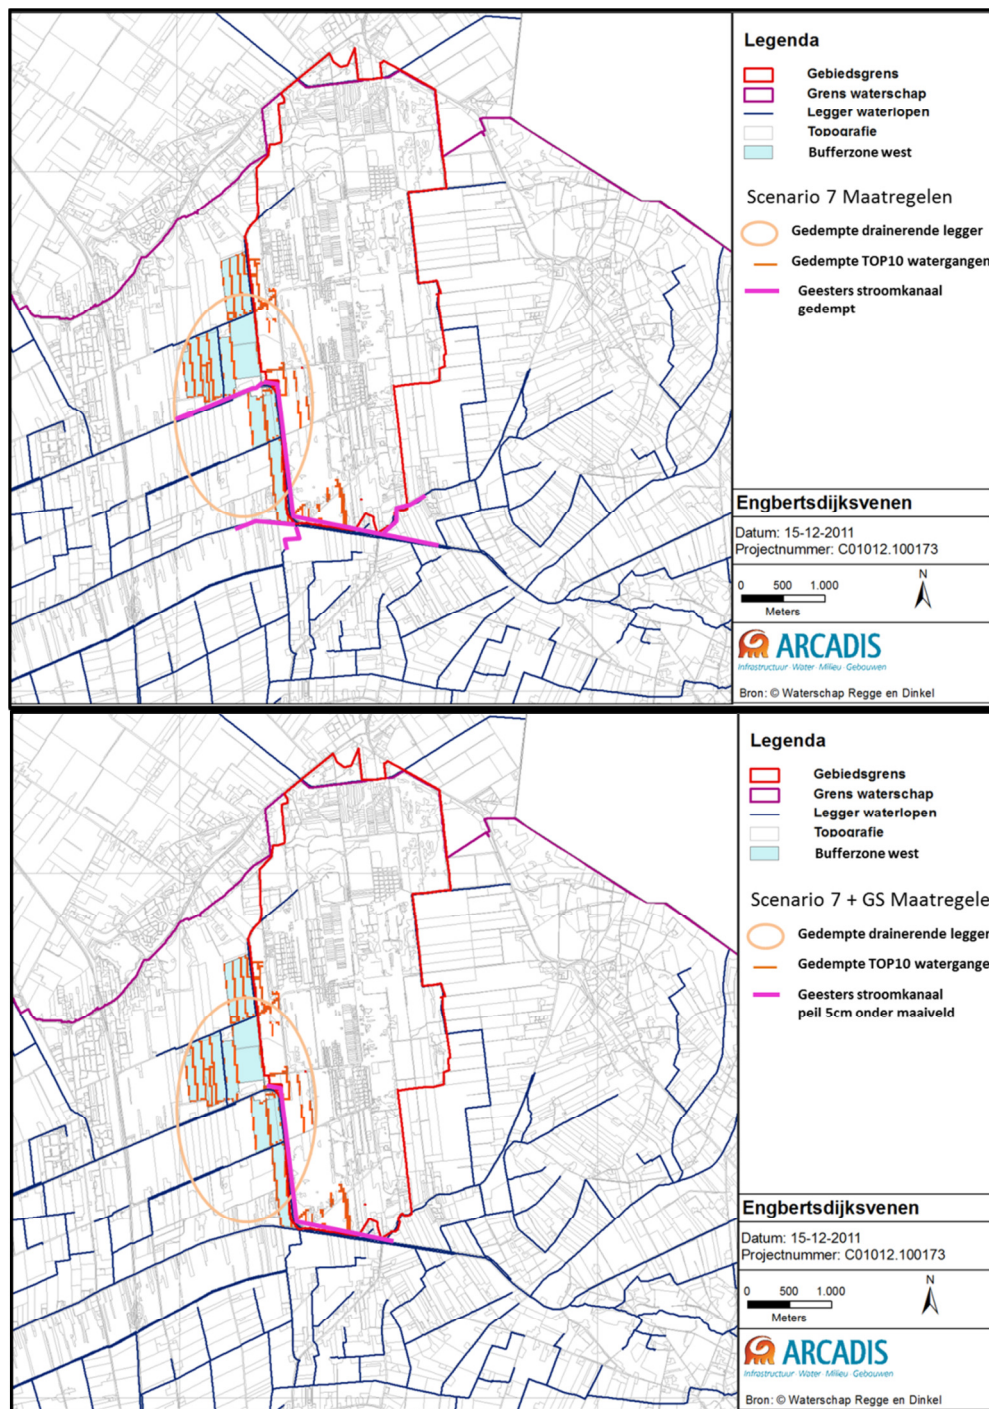 Legenda
Gebiedsgrens
Grens waterschap
Legger waterlopen
Topografie
Bufferzone west
Scenario 7 Maatregelen
Gedempte drainerende legger
Gedempte TOP10 watergangen
Geesters stroomkanaal
gedempt
Engbertsdijksvenen
Datum: 15-12-2011
Projectnummer: C01012.100173
0 500 1.000
Meters
N
ARCADIS
Infrastructuur · Water · Milieu · Gebouwen
Bron: © Waterschap Regge en Dinkel
Legenda
Gebiedsgrens
Grens waterschap
Legger waterlopen
Topografie
Bufferzone west
Scenario 7 + GS Maatregele
Gedempte drainerende legger
Gedempte TOP10 watergange
Geesters stroomkanaal
peil 5cm onder maaiveld
Engbertsdijksvenen
Datum: 15-12-2011
Projectnummer: C01012.100173
0 500 1.000
Meters
N
ARCADIS
Infrastructuur · Water · Milieu · Gebouwen
Bron: © Waterschap Regge en Dinkel